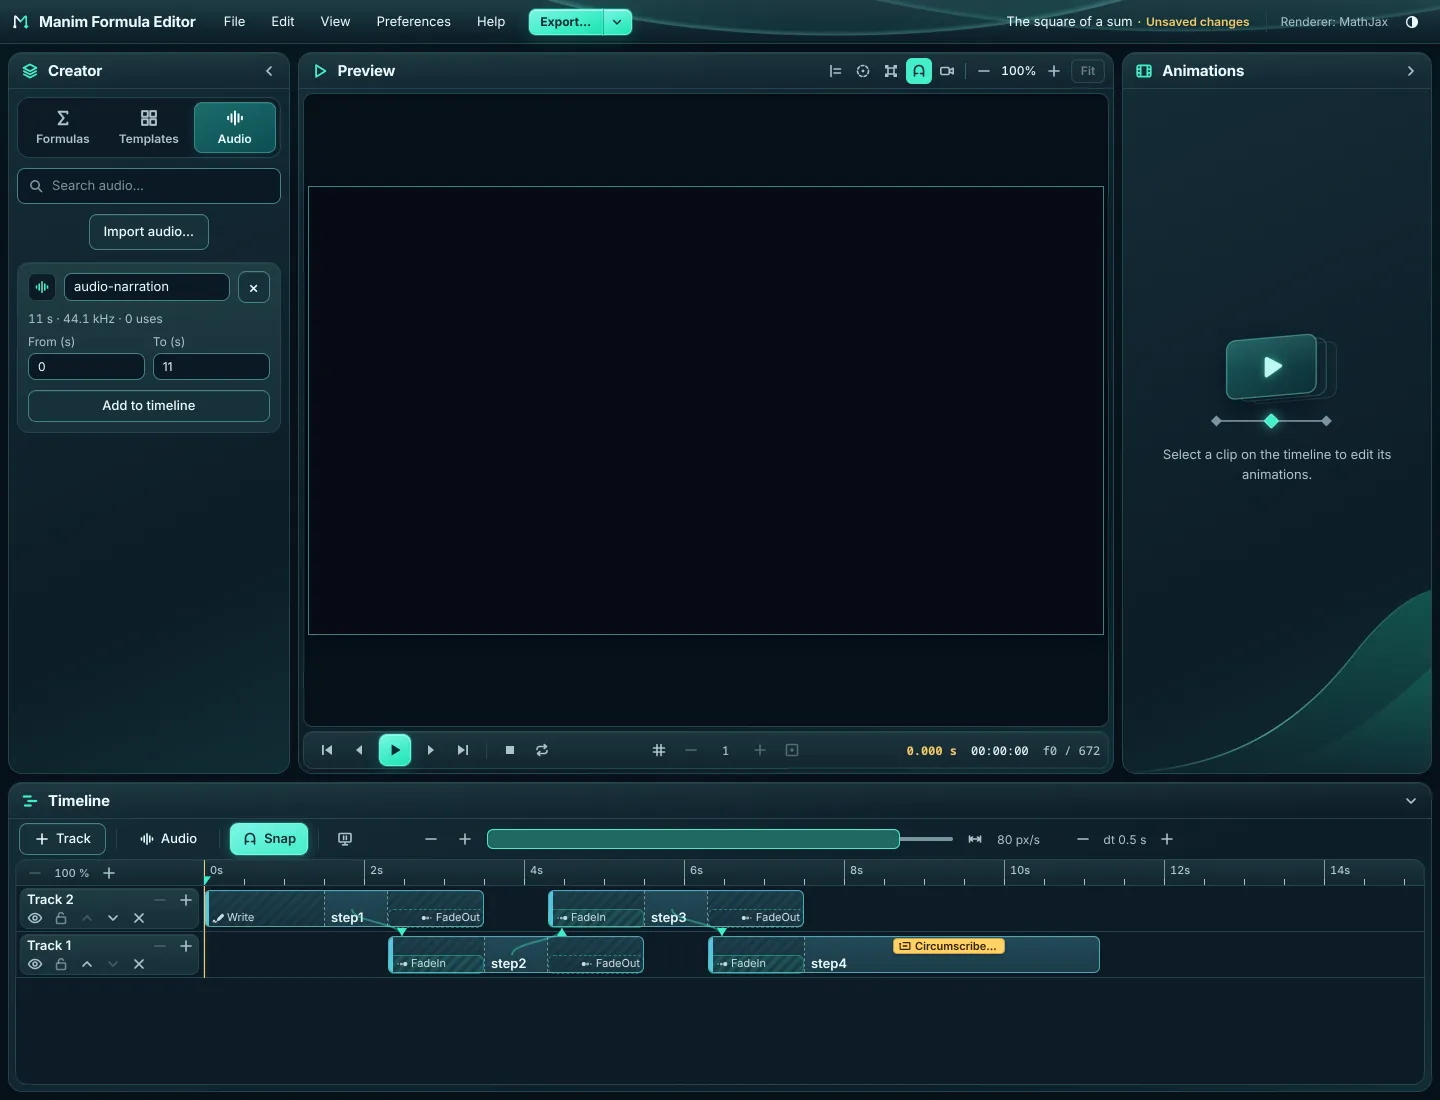 Manim Formula Editor File Edit View Preferences Help Export... The square of a sum · Unsaved changes Renderer: MathJax
Creator
Formulas Templates Audio
Search audio...
Import audio...
audio-narration
11 s · 44.1 kHz · 0 uses
From (s) To (s)
0 11
Add to timeline
Preview 100% Fit
1 0.000 s 00:00:00 f0 / 672
Animations
Select a clip on the timeline to edit its
animations.
Timeline
Track Audio Snap 80 px/s dt 0.5 s
100 % 0s 2s 4s 6s 8s 10s 12s 14s
Track 2
Write step1 FadeOut FadeIn step3 FadeOut
Track 1 Circumscribe...
FadeIn step2 FadeOut FadeIn step4